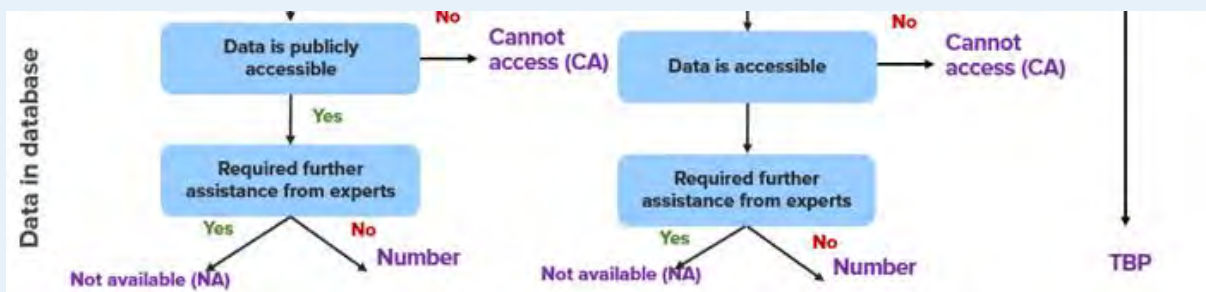 Data in database
No
Data is publicly
accessible
Cannot
access (CA)
Yes
Required further
assistance from experts
Yes
No
Not available (NA)
Number
No
Data is accessible
Cannot
access (CA)
Required further
assistance from experts
Yes
No
Not available (NA)
Number
TBP